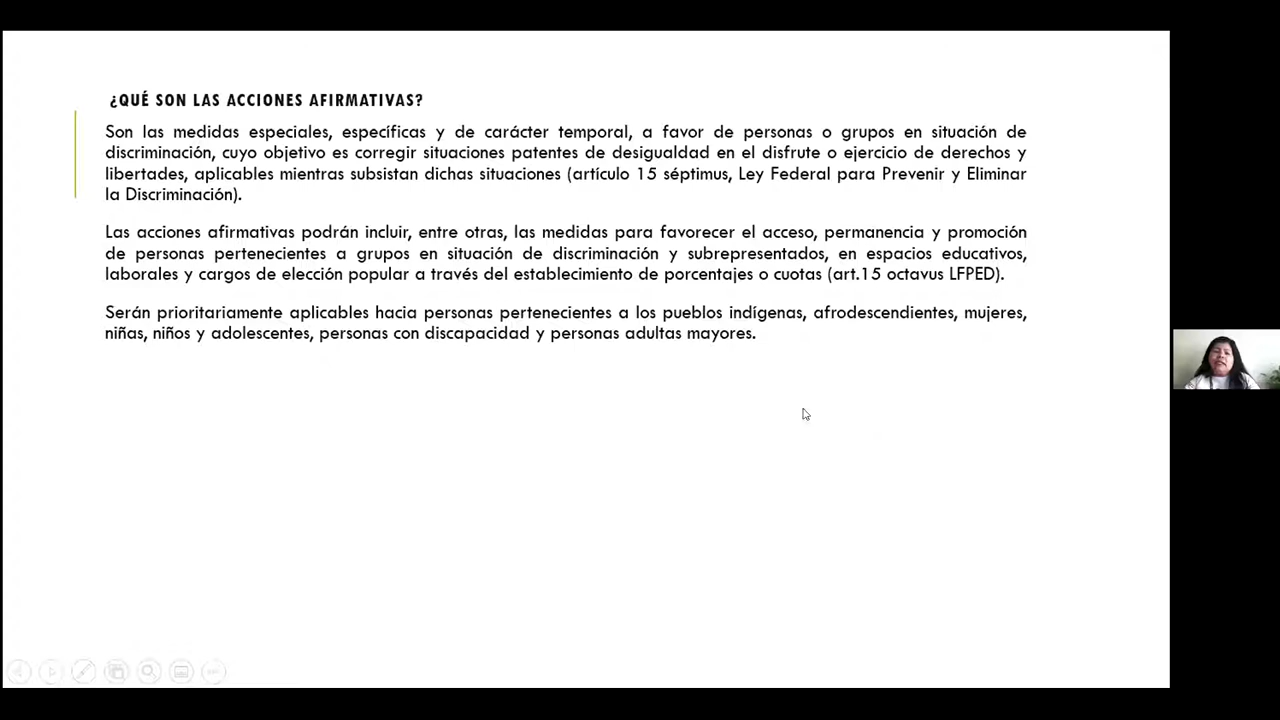 ¿QUÉ SON LAS ACCIONES AFIRMATIVAS?
Son las medidas especiales, específicas y de carácter temporal, a favor de personas o grupos en situación de
discriminación, cuyo objetivo es corregir situaciones patentes de desigualdad en el disfrute o ejercicio de derechos y
libertades, aplicables mientras subsistan dichas situaciones (artículo 15 séptimus, Ley Federal para Prevenir y Eliminar
la Discriminación).
Las acciones afirmativas podrán incluir, entre otras, las medidas para favorecer el acceso, permanencia y promoción
de personas pertenecientes a grupos en situación de discriminación y subrepresentados, en espacios educativos,
laborales y cargos de elección popular a través del establecimiento de porcentajes o cuotas (art.15 octavus LFPED).
Serán prioritariamente aplicables hacia personas pertenecientes a los pueblos indígenas, afrodescendientes, mujeres,
niñas, niños y adolescentes, personas con discapacidad y personas adultas mayores.